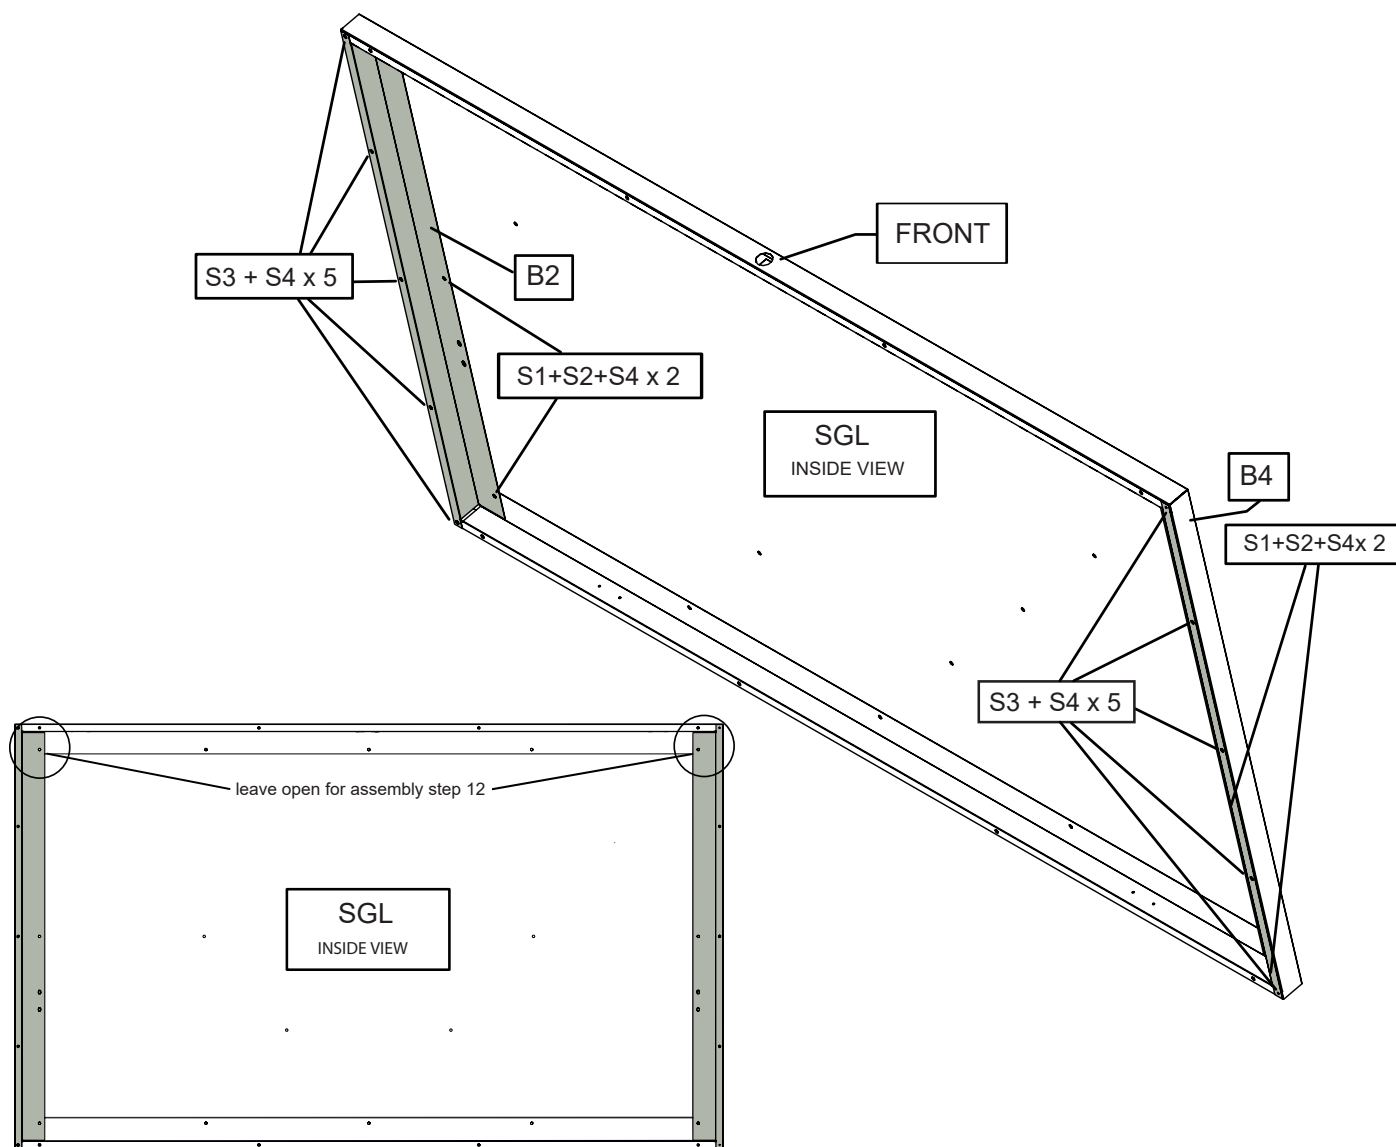 FRONT
S3 + S4 x 5
B2
S1+S2+S4 x 2
SGL
INSIDE VIEW
B4
S1+S2+S4x 2
S3 + S4 x 5
leave open for assembly step 12
SGL
INSIDE VIEW